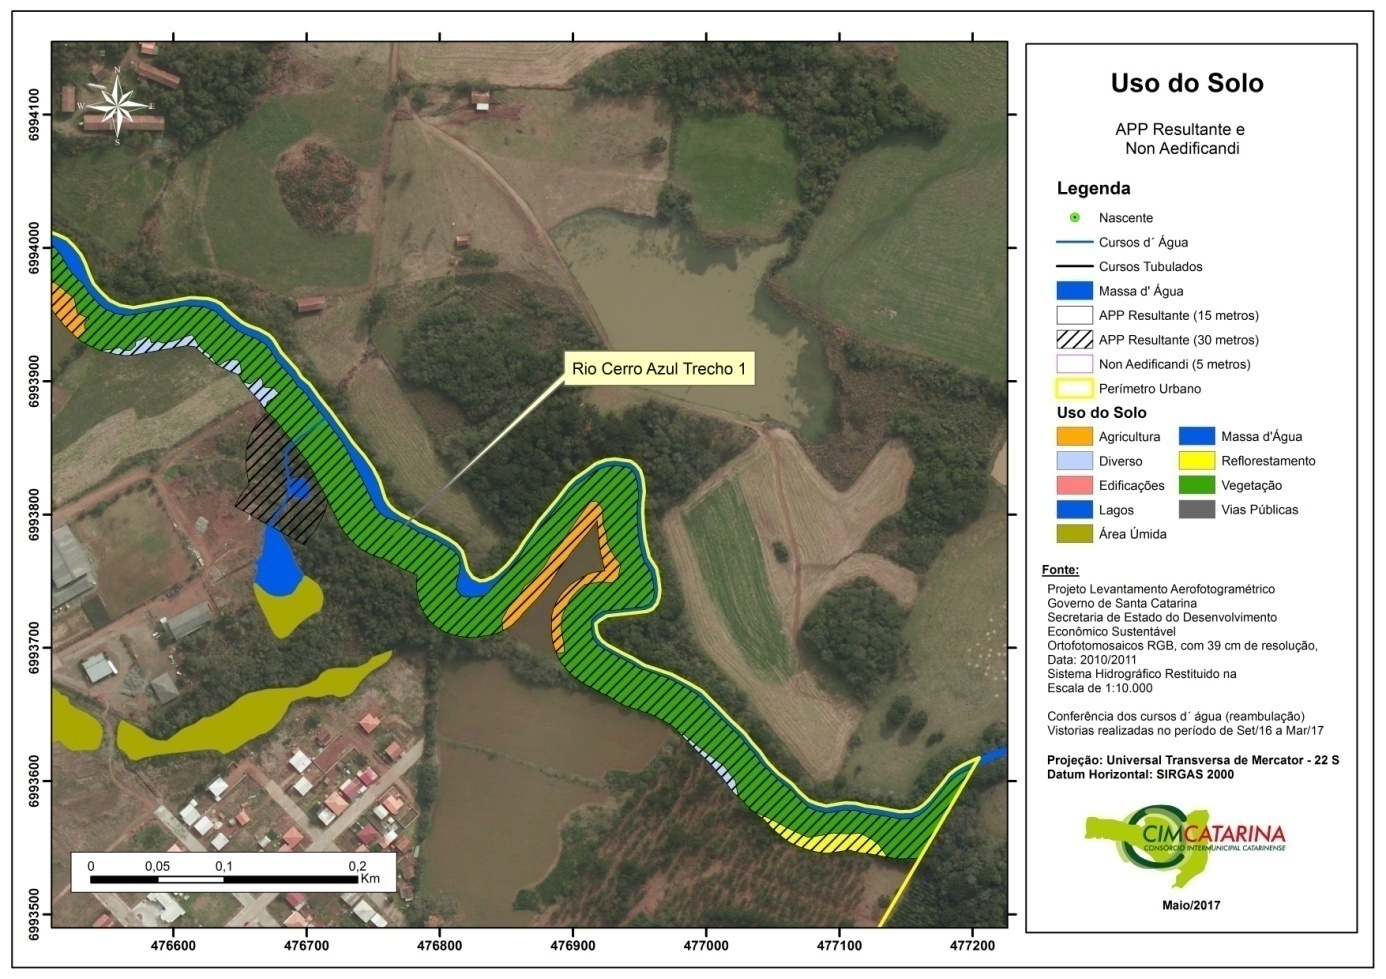 Uso do Solo
APP Resultante e
Non Aedificandi
Legenda
Nascente
Cursos d´ Água
Cursos Tubulados
Massa d' Água
APP Resultante (15 metros)
APP Resultante (30 metros)
Non Aedificandi (5 metros)
Perímetro Urbano
Uso do Solo
Agricultura
Massa d'Água
Diverso
Reflorestamento
Edificações
Vegetação
Lagos
Vias Públicas
Área Úmida
Fonte:
Projeto Levantamento Aerofotogramétrico
Governo de Santa Catarina
Secretaria de Estado do Desenvolvimento
Econômico Sustentável
Ortofotomosaicos RGB, com 39 cm de resolução,
Data: 2010/2011
Sistema Hidrográfico Restituido na
Escala de 1:10.000
Conferência dos cursos d´ água (reambulação)
Vistorias realizadas no período de Set/16 a Mar/17
Projeção: Universal Transversa de Mercator - 22 S
Datum Horizontal: SIRGAS 2000
CIMCATARINA
CONSÓRCIO INTERMUNICIPAL CATARINENSE
Maio/2017
N
W
E
S
Rio Cerro Azul Trecho 1
6994100
6994000
6993900
6993800
6993700
6993600
6993500
0 0,05 0,1 0,2
Km
476600 476700 476800 476900 477000 477100 477200